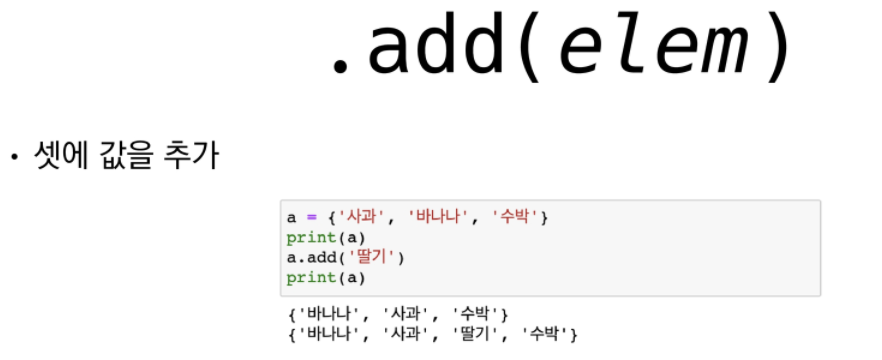 .add(elem)
• 셋에 값을 추가
a = {'사과', '바나나', '수박'}
print(a)
a.add('딸기')
print(a)
{'바나나', '사과', '수박'}
{'바나나', '사과', '딸기', '수박'}